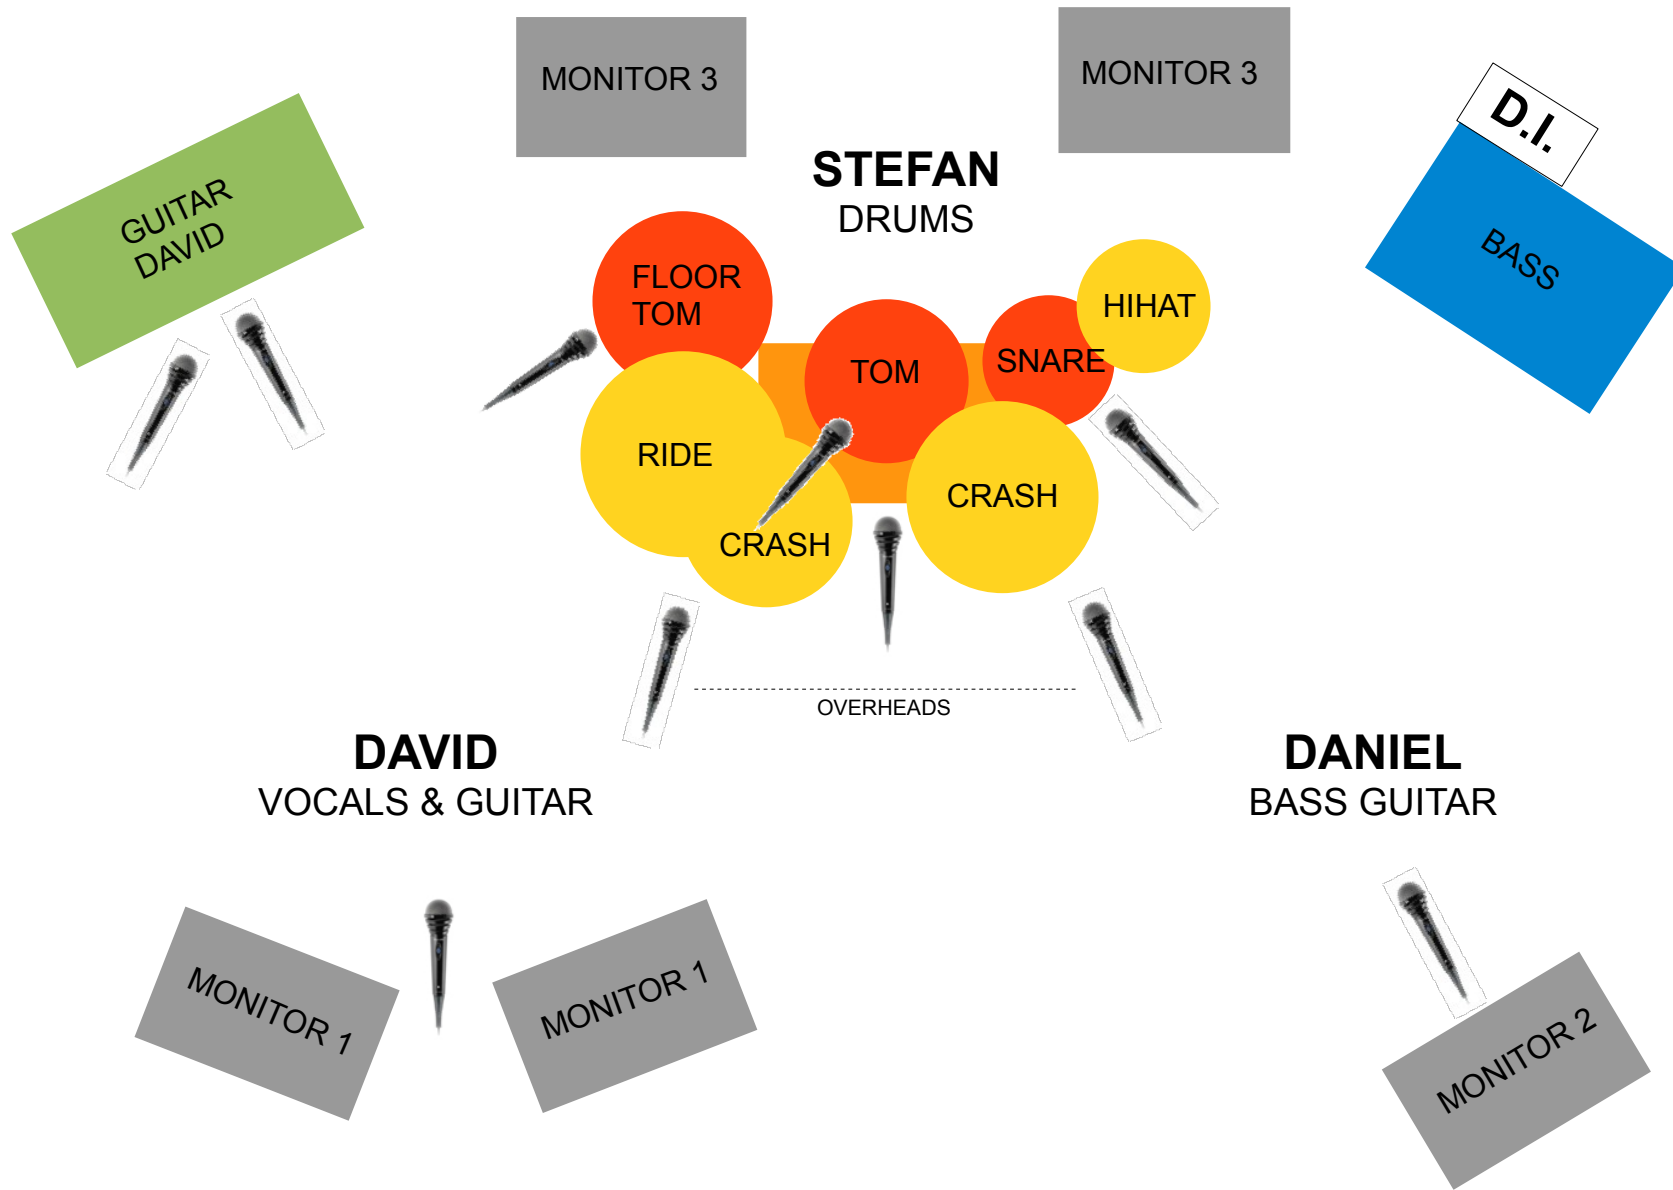 MONITOR 3
MONITOR 3
D.I.
STEFAN
DRUMS
GUITAR
DAVID
BASS
FLOOR
TOM
HIHAT
TOM
SNARE
RIDE
CRASH
CRASH
OVERHEADS
DAVID
VOCALS & GUITAR
DANIEL
BASS GUITAR
MONITOR 1
MONITOR 1
MONITOR 2